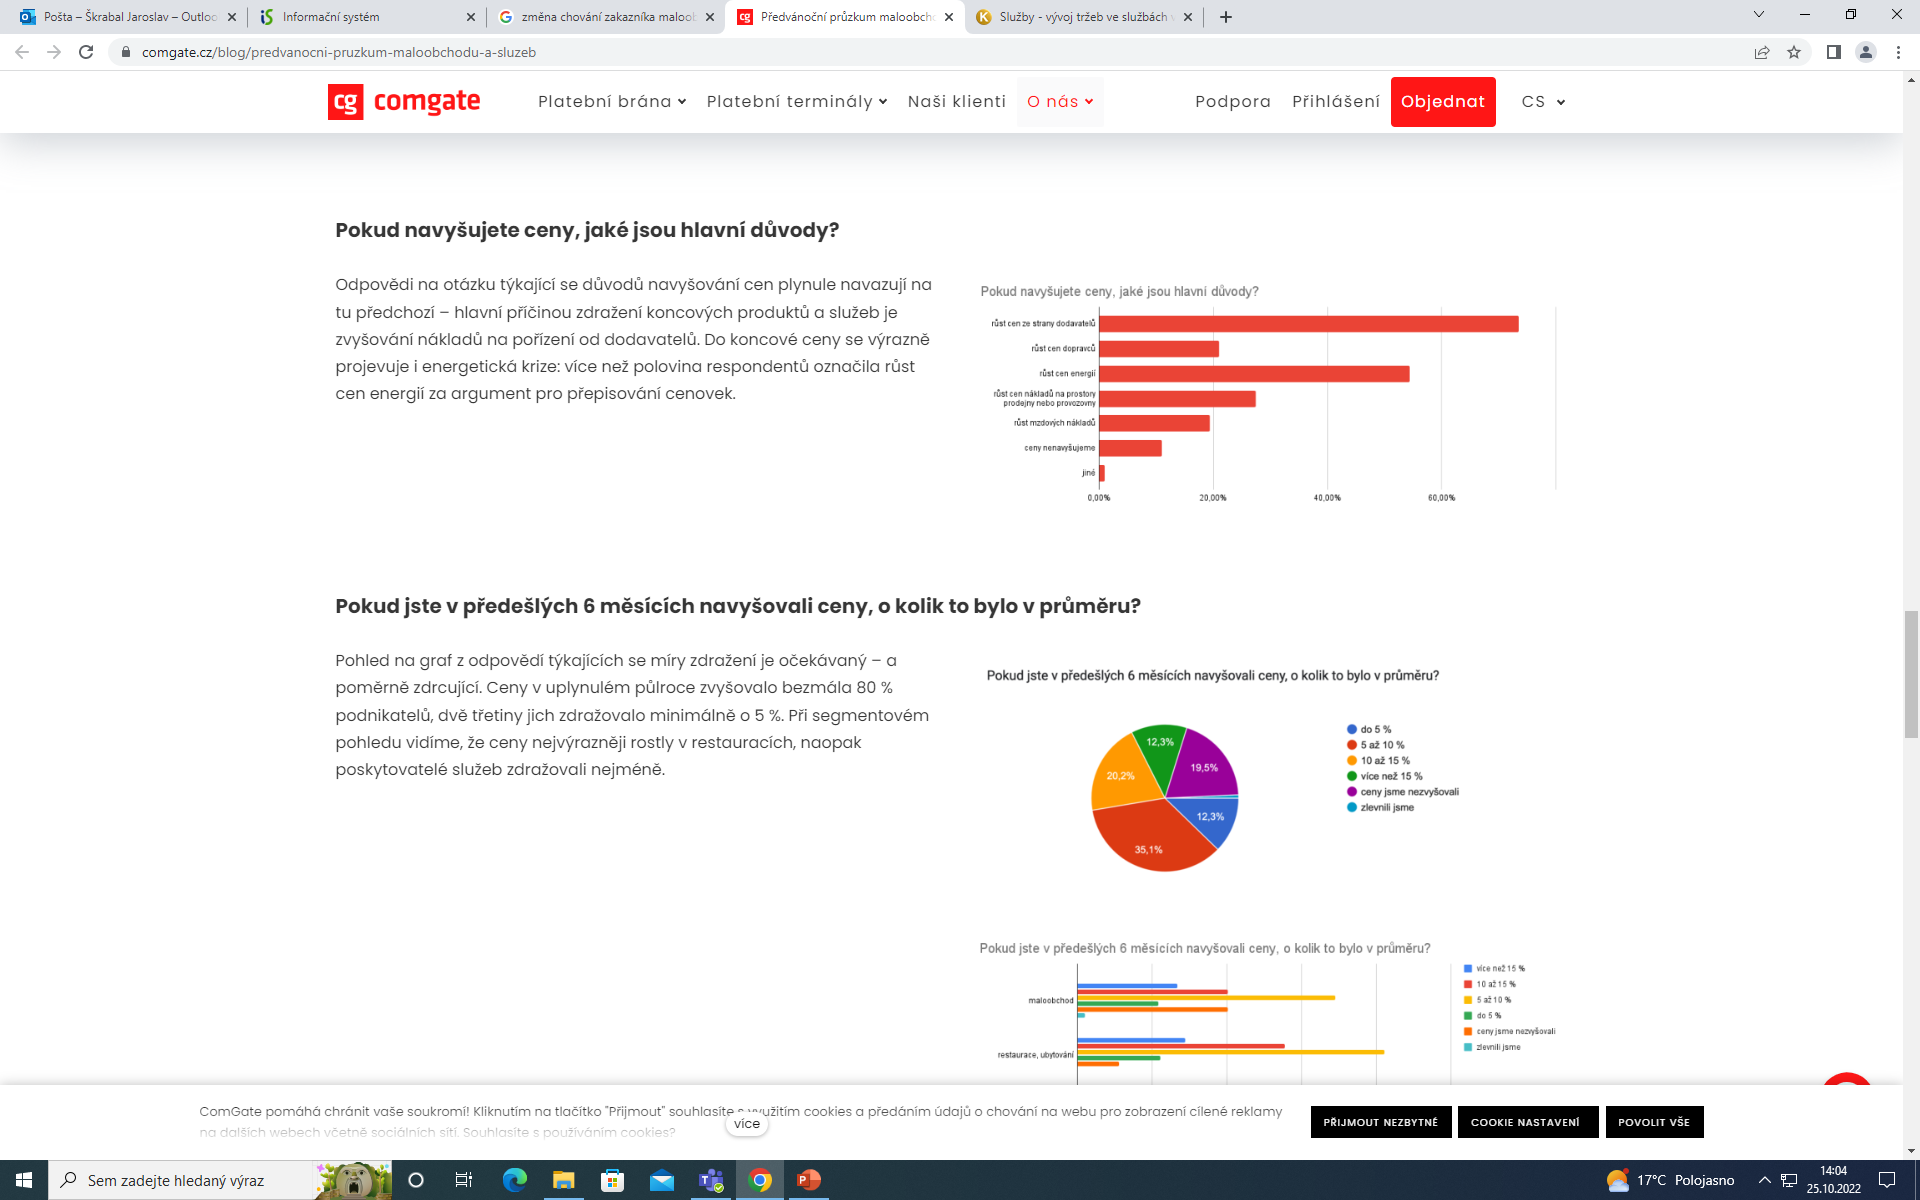 Pošta – Škrabal Jaroslav – Outloo
Informační systém
změna chování zakazníka maloob
Předvánoční průzkum maloobcho
Služby - vývoj tržeb ve službách v
comgate.cz/blog/predvanocni-pruzkum-maloobchodu-a-sluzeb
cg comgate
Platební brána
Platební terminály
Naši klienti
O nás
Podpora
Přihlášení
Objednat
CS
Pokud navyšujete ceny, jaké jsou hlavní důvody?
Odpovědi na otázku týkající se důvodů navyšování cen plynule navazují na
tu předchozí – hlavní příčinou zdražení koncových produktů a služeb je
zvyšování nákladů na pořízení od dodavatelů. Do koncové ceny se výrazně
projevuje i energetická krize: více než polovina respondentů označila růst
cen energií za argument pro přepisování cenovek.
Pokud navyšujete ceny, jaké jsou hlavní důvody?
růst cen ze strany dodavatelů
růst cen dopravců
růst cen energií
růst cen nákladů na prostory
prodejny nebo provozovny
růst mzdových nákladů
ceny nenavyšujeme
jiné
0,00%
20,00%
40,00%
60,00%
Pokud jste v předešlých 6 měsících navyšovali ceny, o kolik to bylo v průměru?
Pohled na graf z odpovědí týkajících se míry zdražení je očekávaný – a
poměrně zdrcující. Ceny v uplynulém půlroce zvyšovalo bezmála 80 %
podnikatelů, dvě třetiny jich zdražovalo minimálně o 5 %. Při segmentovém
pohledu vidíme, že ceny nejvýrazněji rostly v restauracích, naopak
poskytovatelé služeb zdražovali nejméně.
Pokud jste v předešlých 6 měsících navyšovali ceny, o kolik to bylo v průměru?
12,3%
19,5%
20,2%
12,3%
35,1%
do 5 %
5 až 10 %
10 až 15 %
více než 15 %
ceny jsme nezvyšovali
zlevnili jsme
Pokud jste v předešlých 6 měsících navyšovali ceny, o kolik to bylo v průměru?
maloobchod
restaurace, ubytování
více než 15 %
10 až 15 %
5 až 10 %
do 5 %
ceny jsme nezvyšovali
zlevnili jsme
ComGate pomáhá chránit vaše soukromí! Kliknutím na tlačítko "Přijmout" souhlasíte s využitím cookies a předáním údajů o chování na webu pro zobrazení cílené reklamy
na dalších webech včetně sociálních sítí. Souhlasíte s používáním cookies?
více
PŘIJMOUT NEZBYTNÉ
COOKIE NASTAVENÍ
POVOLIT VŠE
Sem zadejte hledaný výraz
17°C Polojasno
14:04
25.10.2022